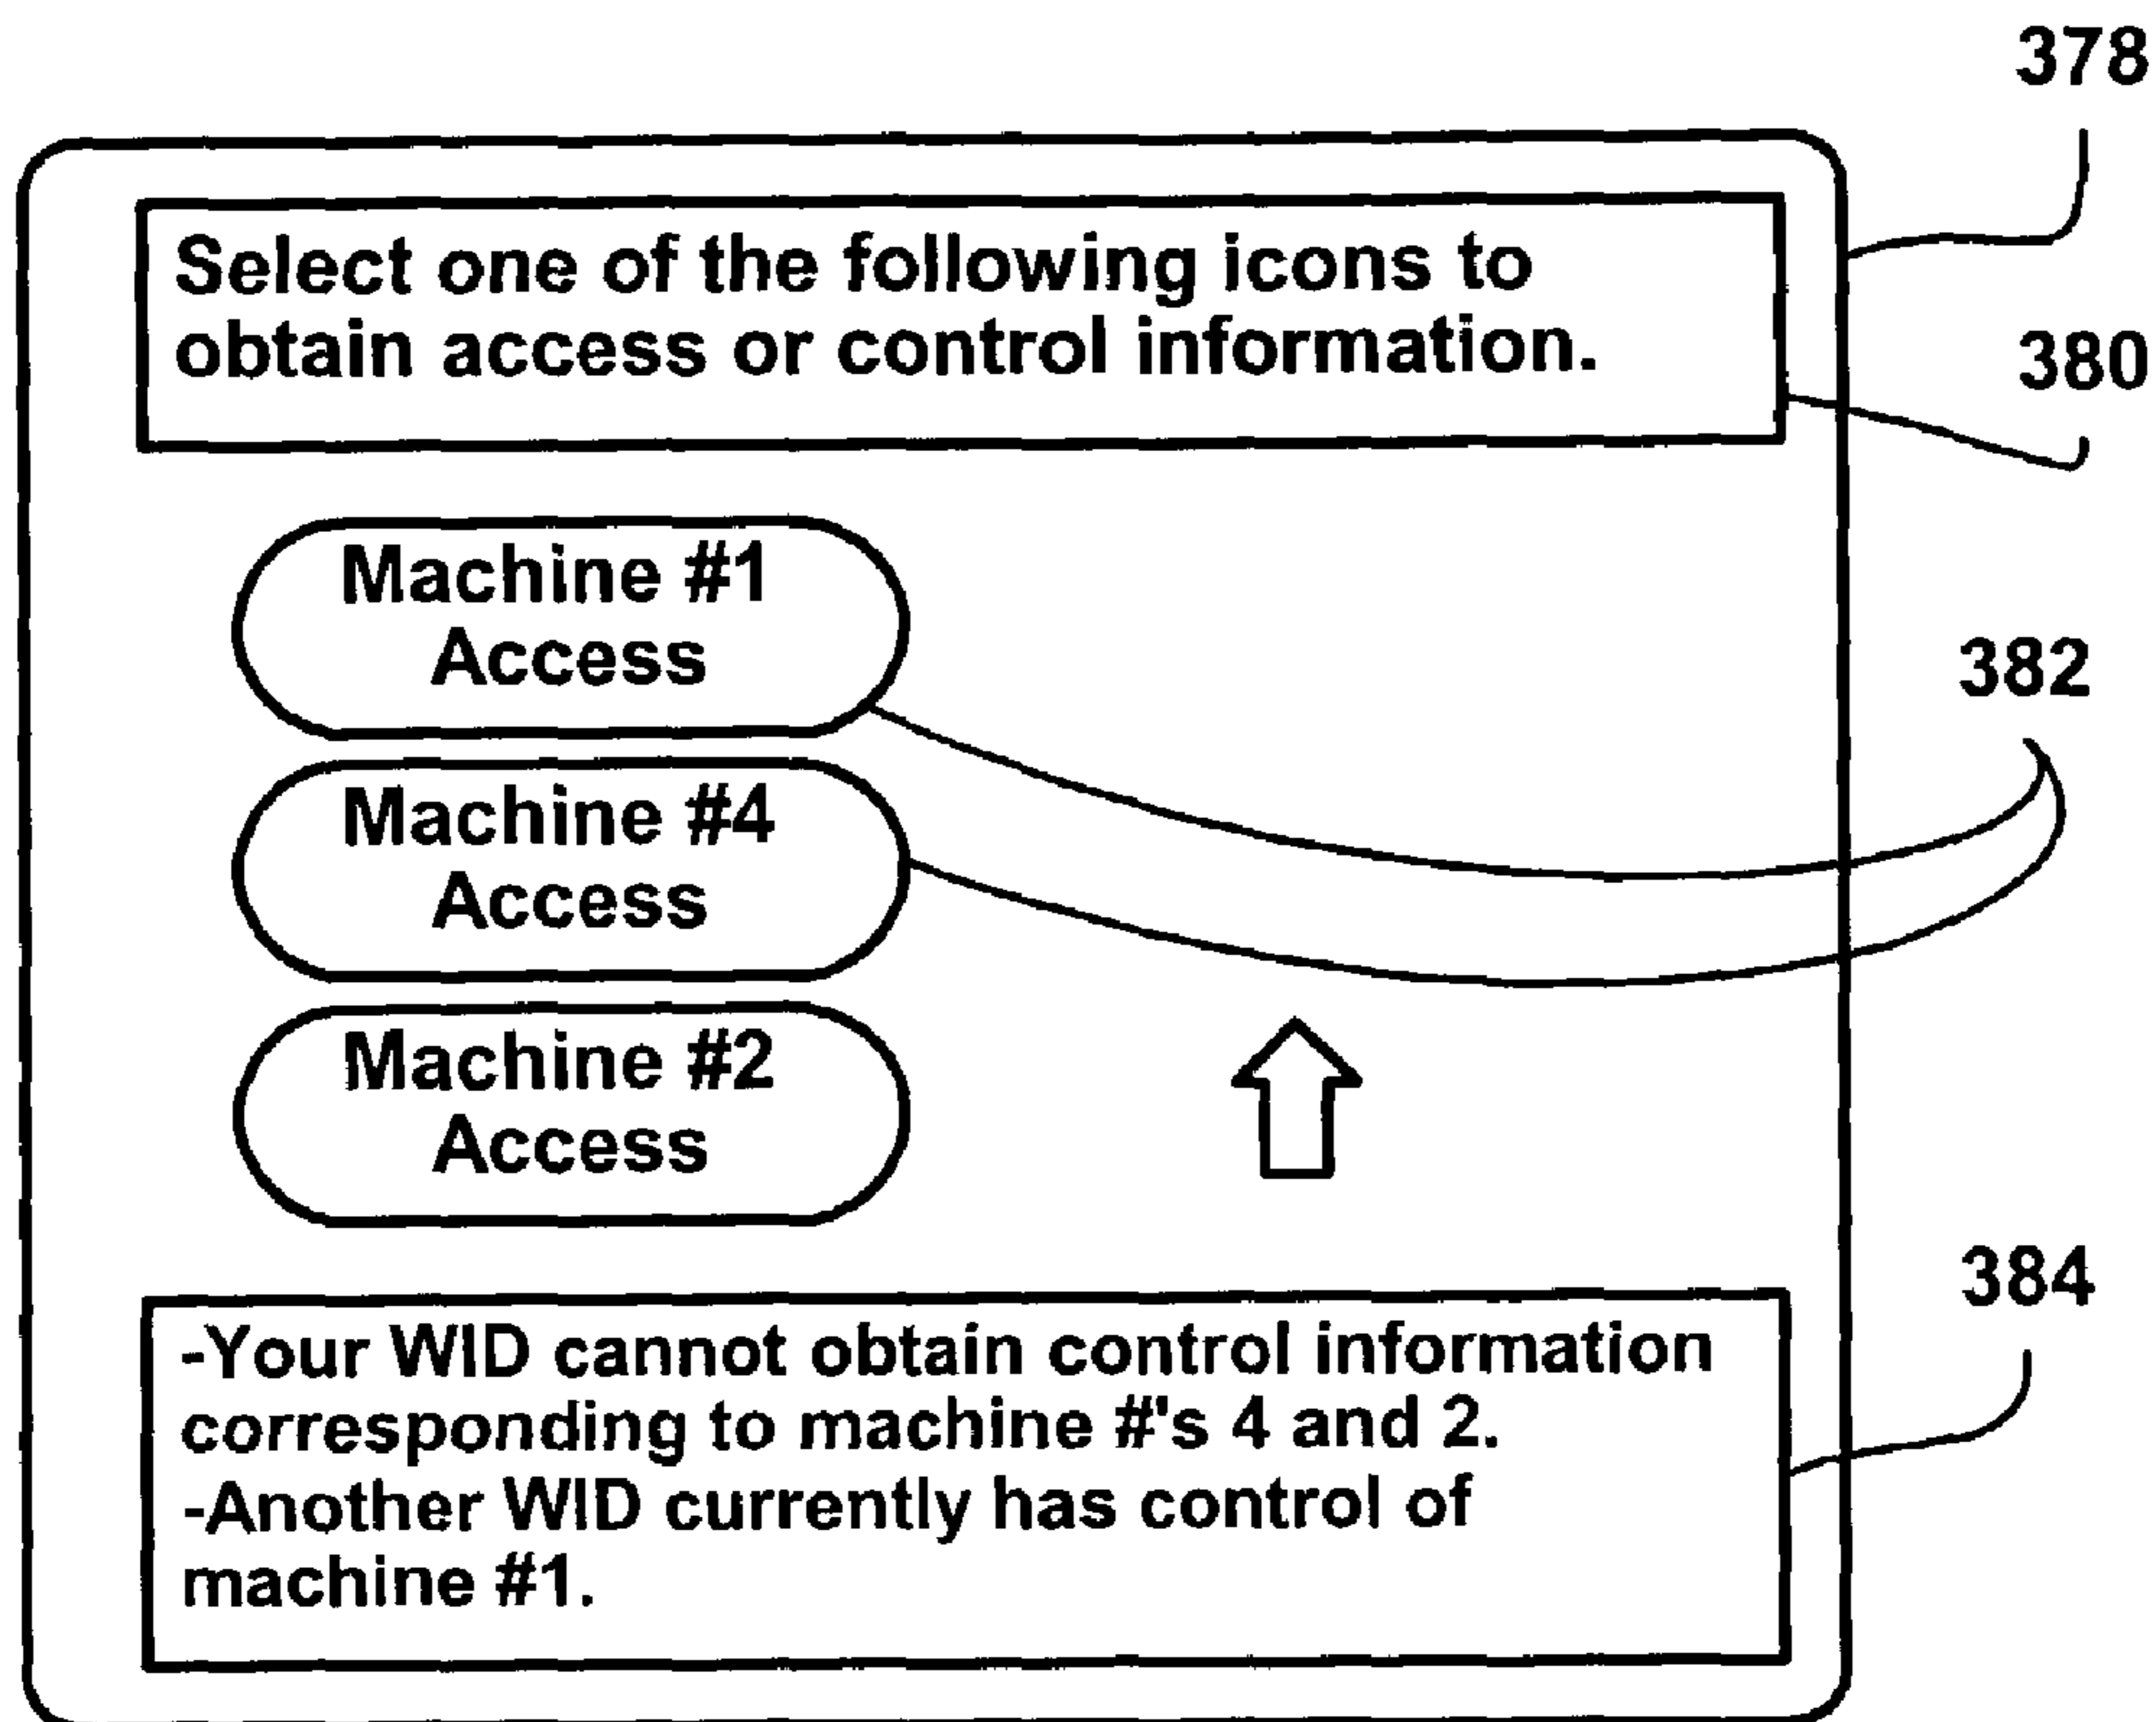 378
Select one of the following icons to
obtain access or control information.
380
Machine #1
Access
382
Machine #4
Access
Machine #2
Access
384
-Your WID cannot obtain control information
corresponding to machine #'s 4 and 2.
-Another WID currently has control of
machine #1.